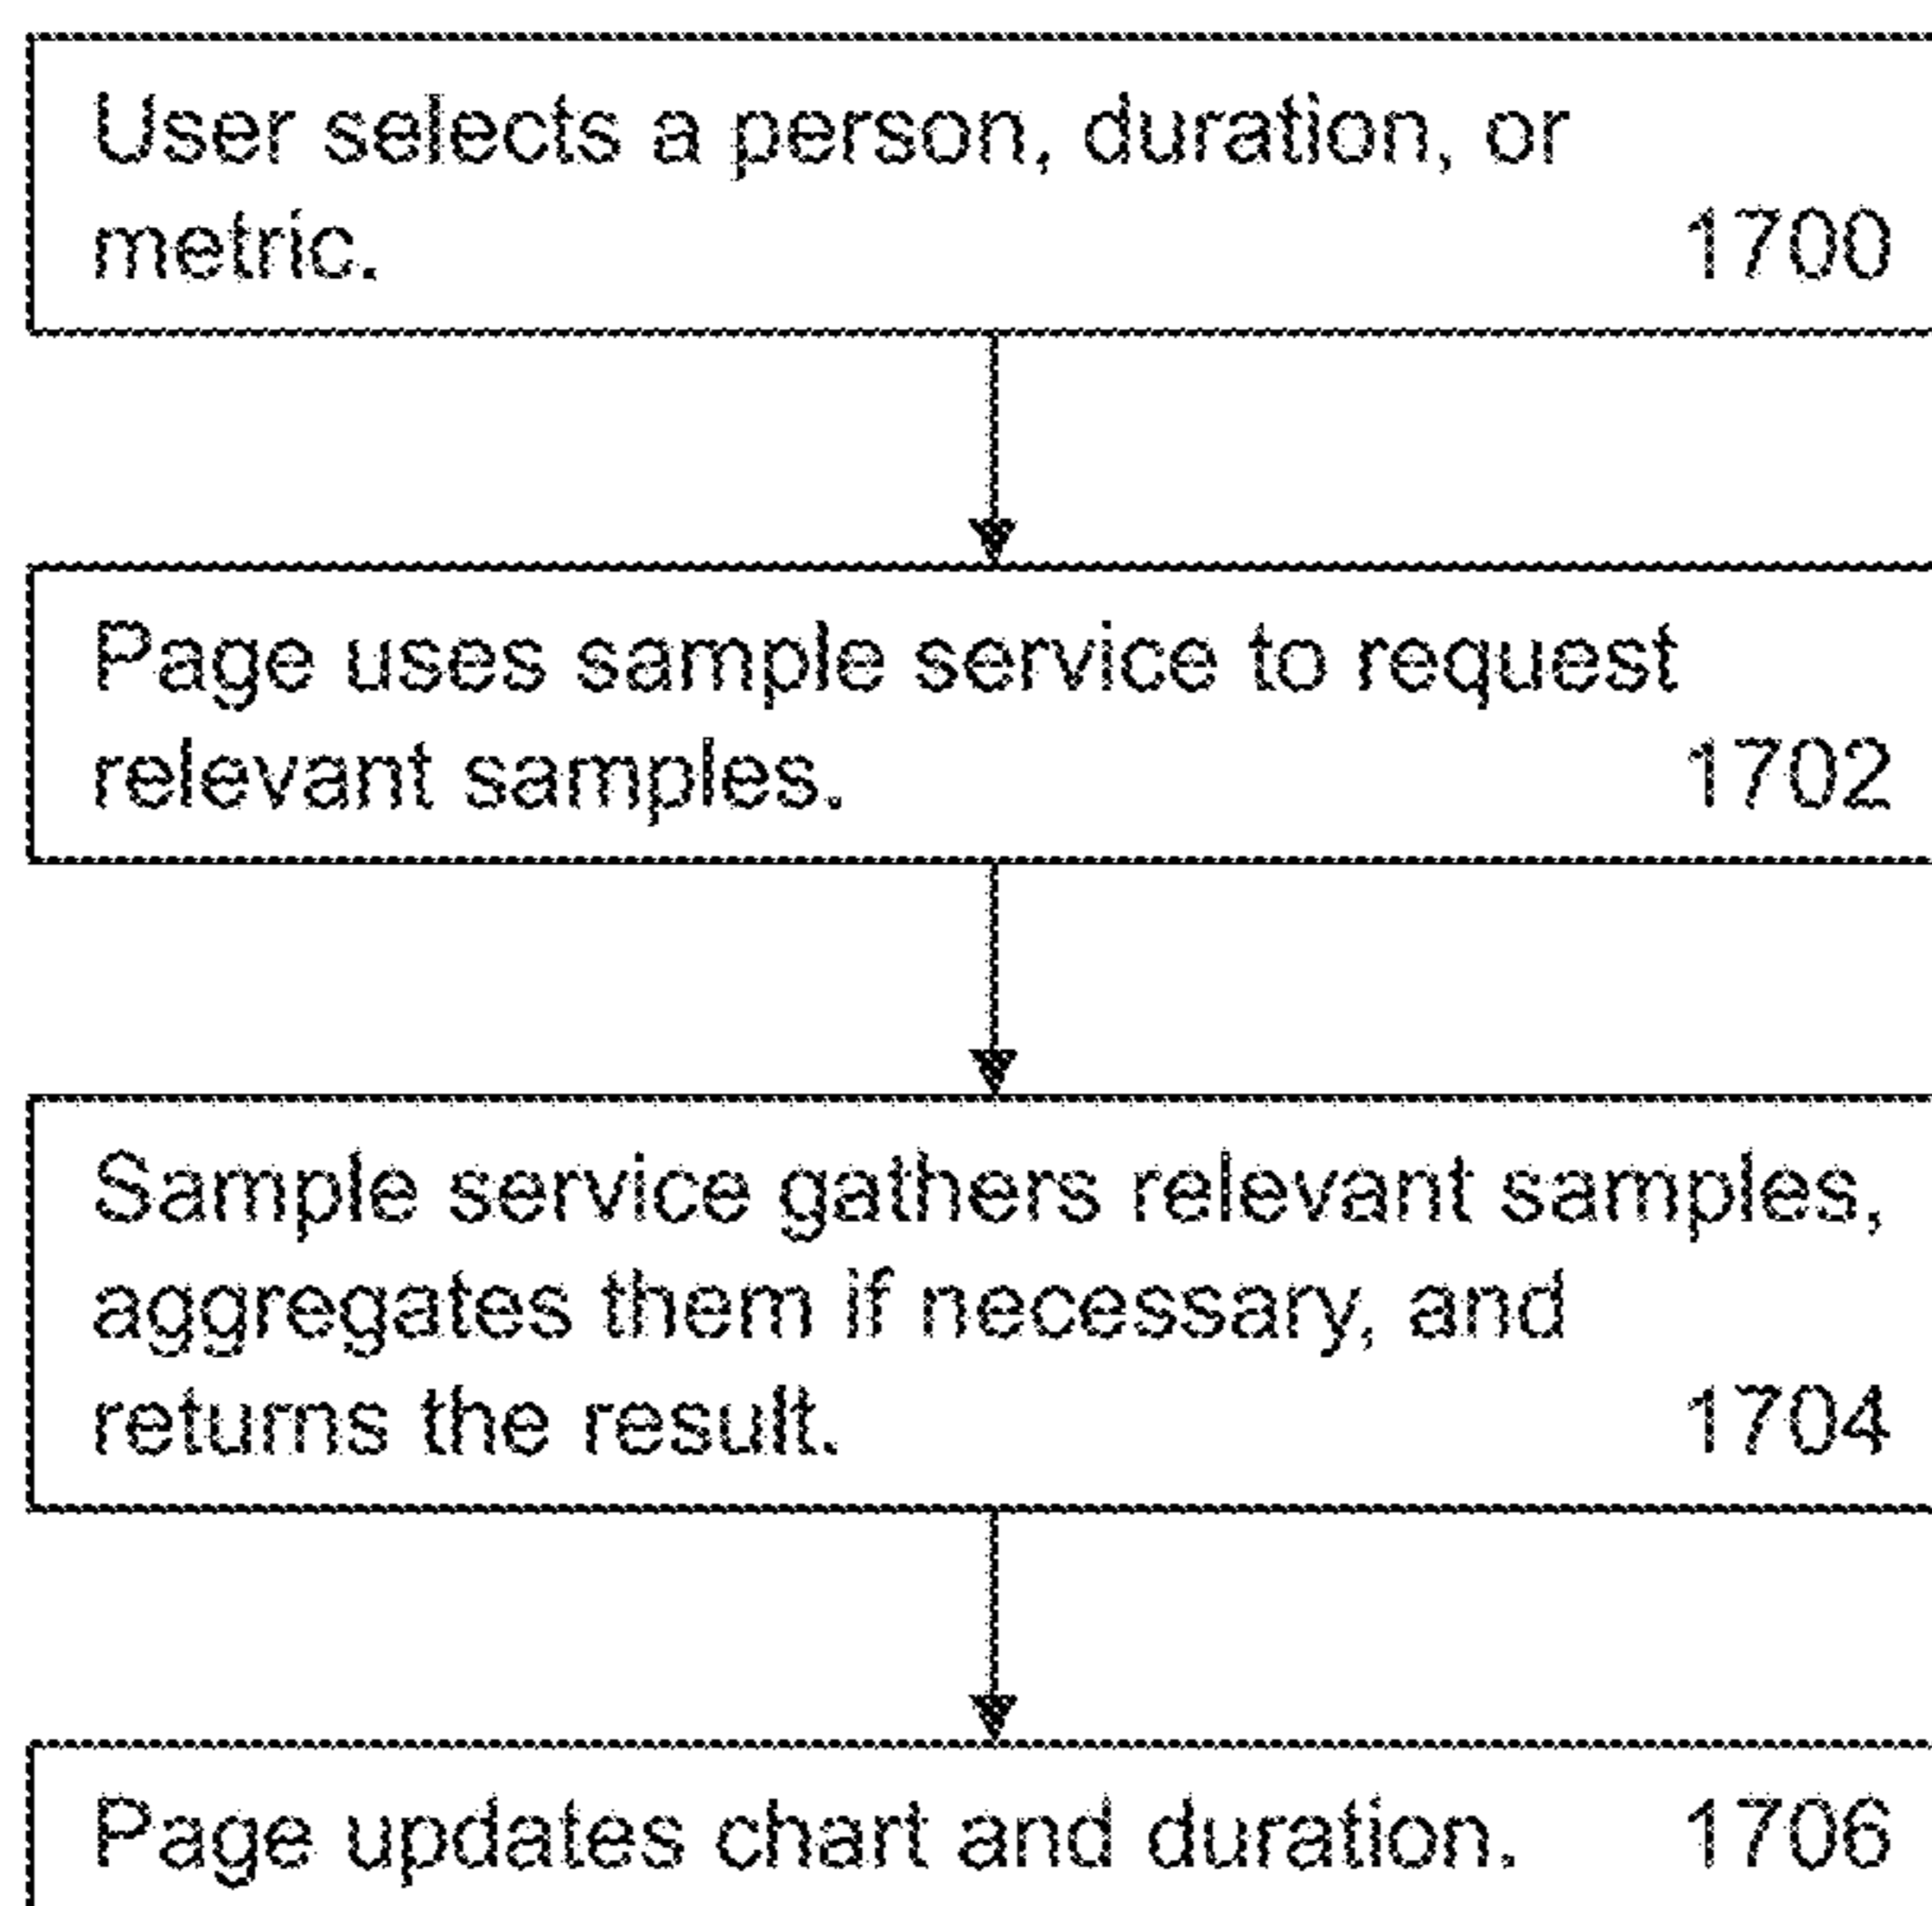 User selects a person, duration, or
metric. 1700
Page uses sample service to request
relevant samples. 1702
Sample service gathers relevant samples,
aggregates them if necessary, and
returns the result. 1704
Page updates chart and duration. 1706